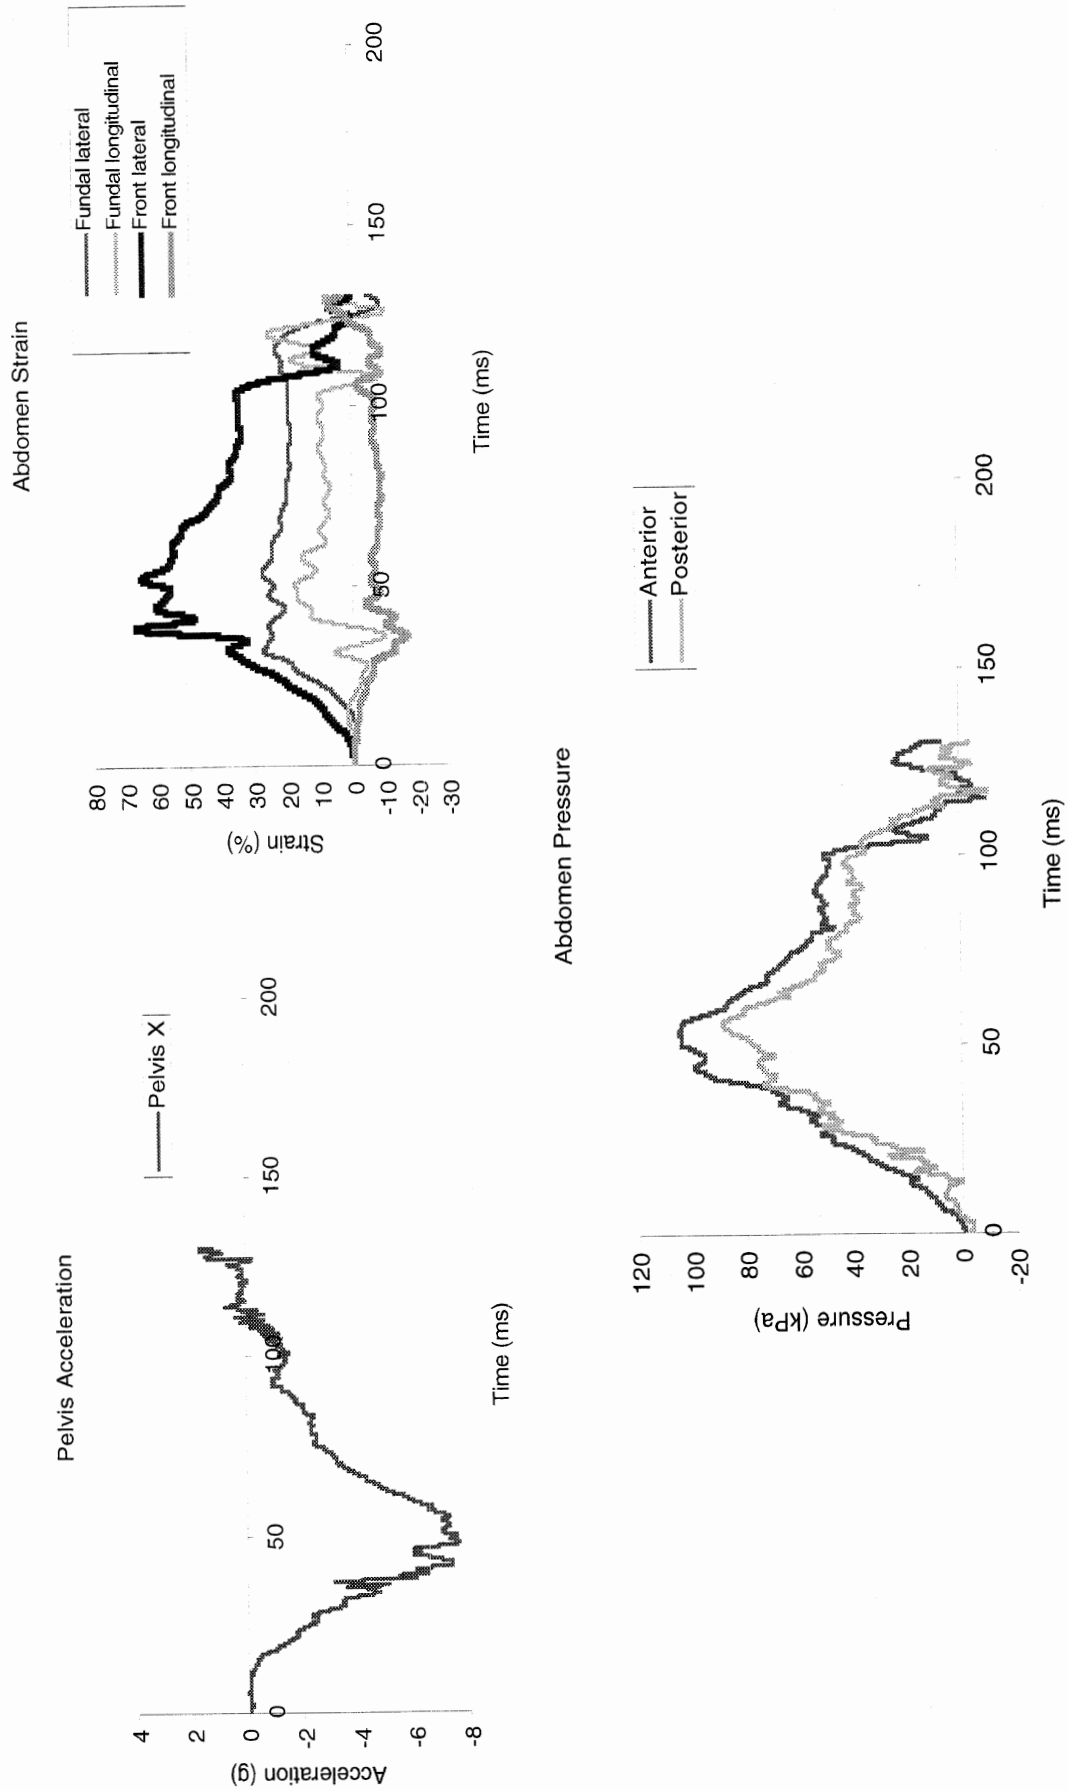 Pelvis Acceleration
Pelvis X
4
2
0
-2
-4
-6
-8
Acceleration (g)
0
50
100
150
200
Time (ms)
Abdomen Strain
Fundal lateral
Fundal longitudinal
Front lateral
Front longitudinal
80
70
60
50
40
30
20
10
0
-10
-20
-30
Strain (%)
0
50
100
150
200
Time (ms)
Abdomen Pressure
Anterior
Posterior
120
100
80
60
40
20
0
-20
Pressure (kPa)
0
50
100
150
200
Time (ms)